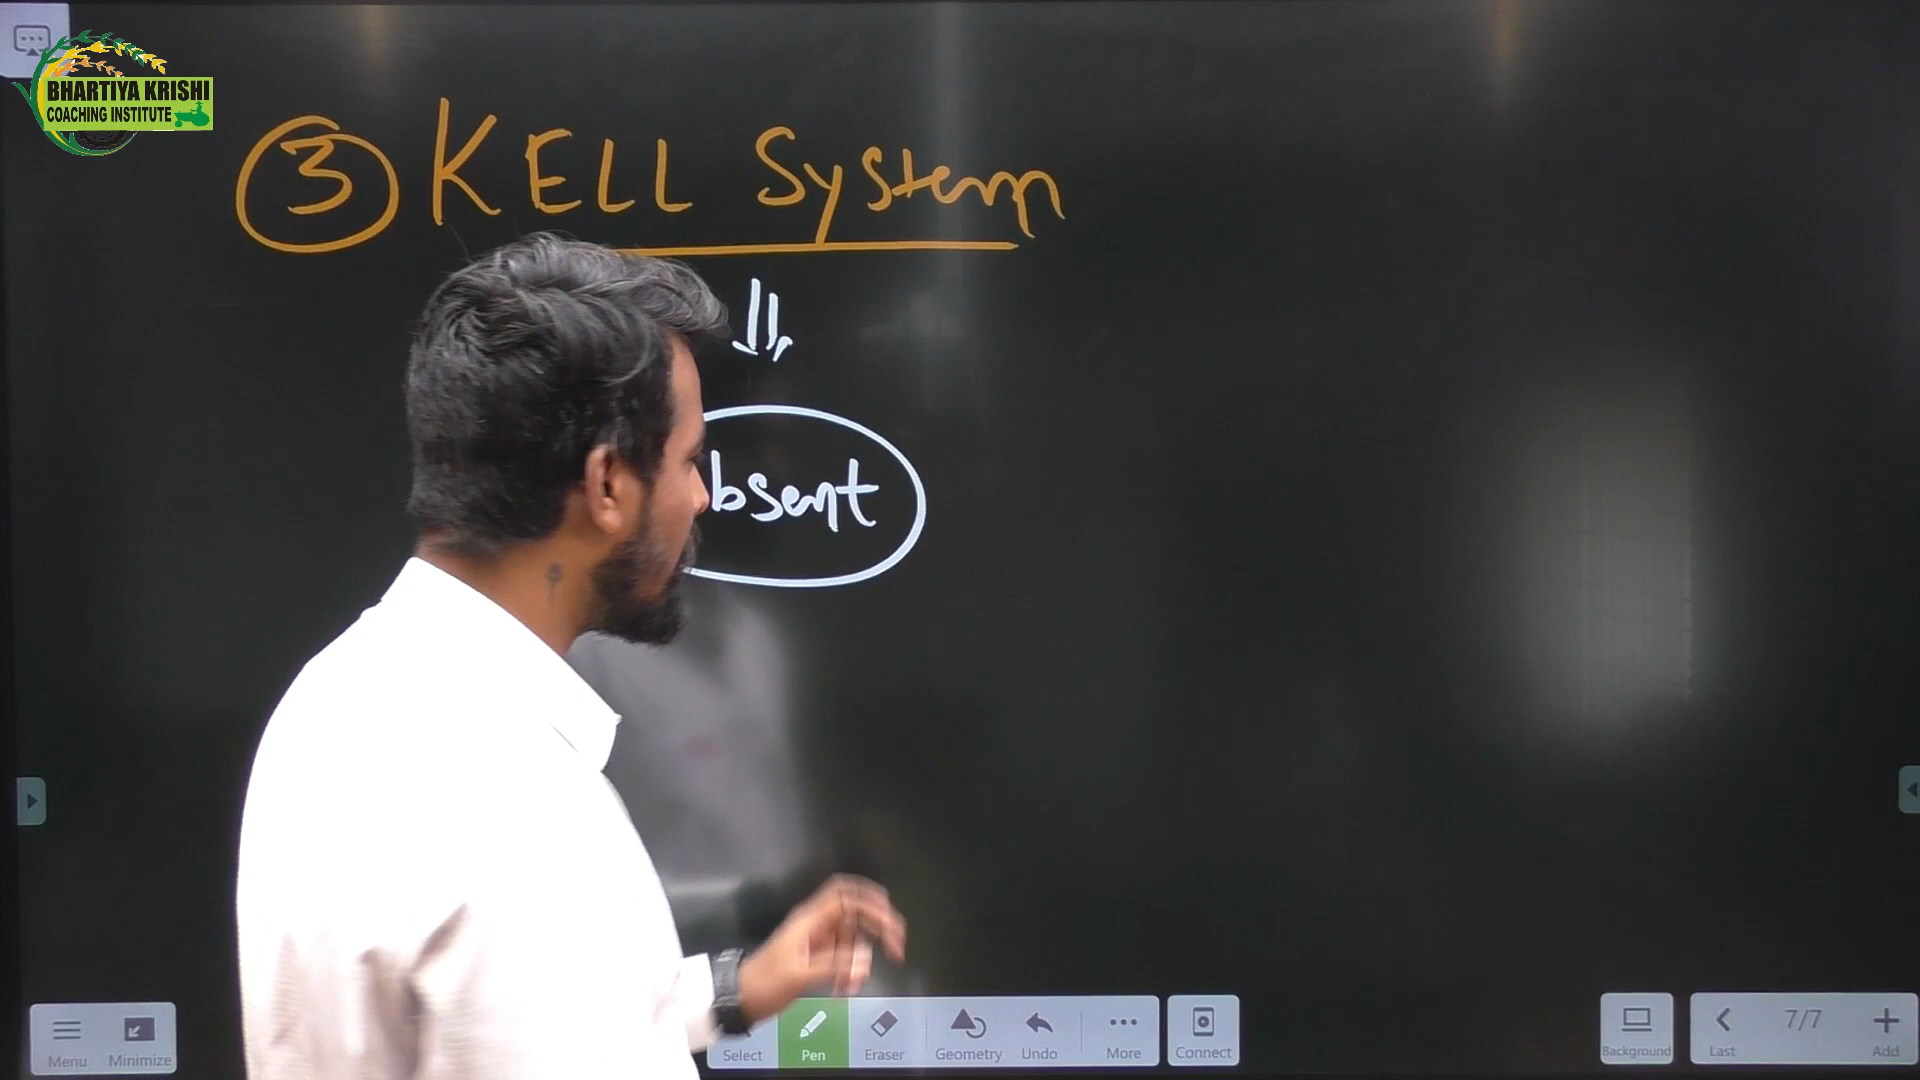 BHARTIYA KRISHI
COACHING INSTITUTE
3 KELL System
bsent
Menu
Minimize
Select
Pen
Eraser
Geometry
Undo
More
Connect
Background
Last
7/7
Add